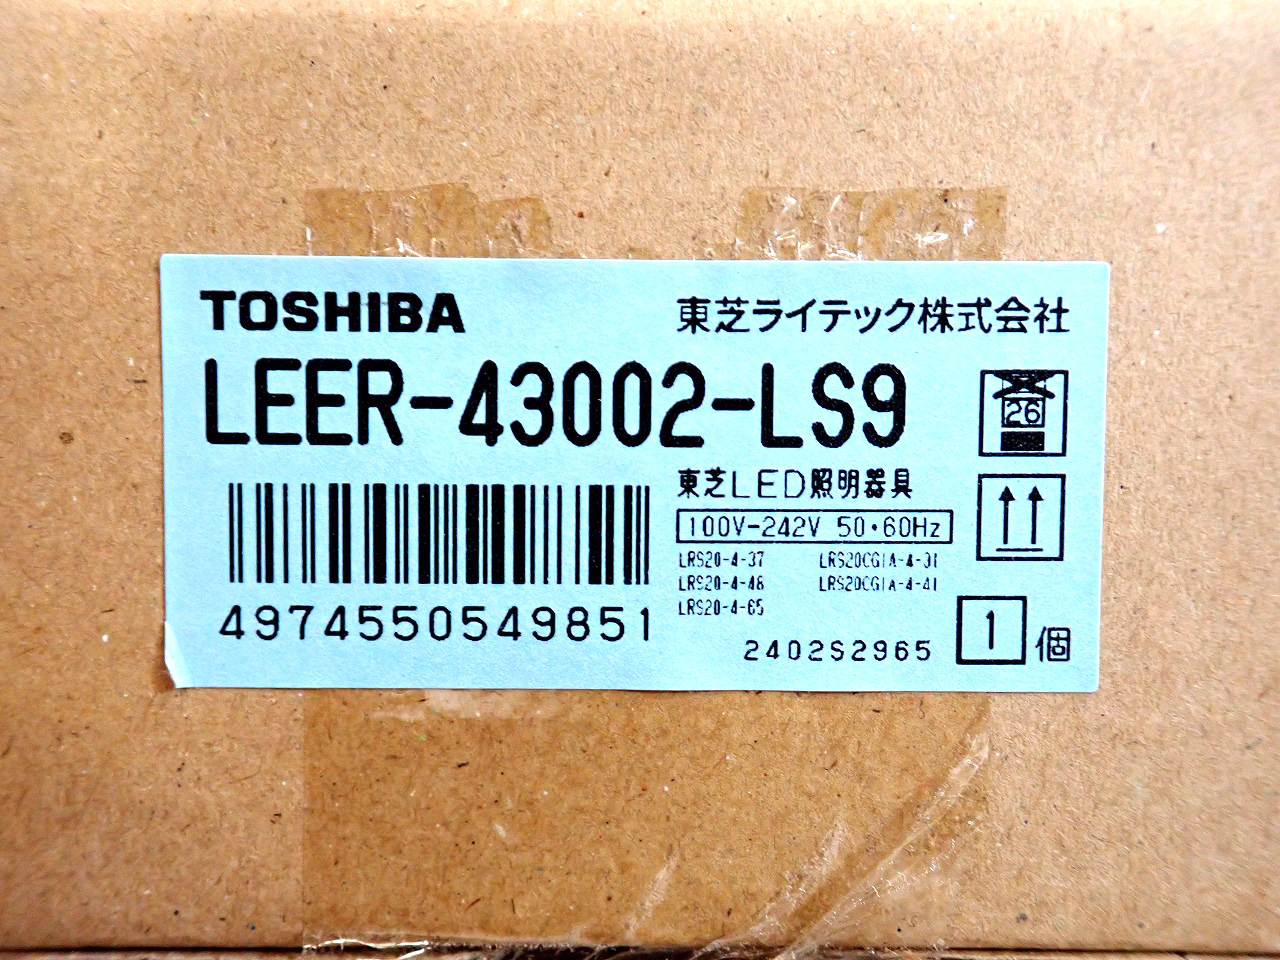 TOSHIBA 東芝ライテック株式会社
LEER-43002-LS9
26
東芝LED照明器具
100V-242V 50・60Hz
LRS20-4-37 LRS20CG1A-4-31
LRS20-4-48 LRS20CG1A-4-41
LRS20-4-65
4974550549851
2402S2965
1個